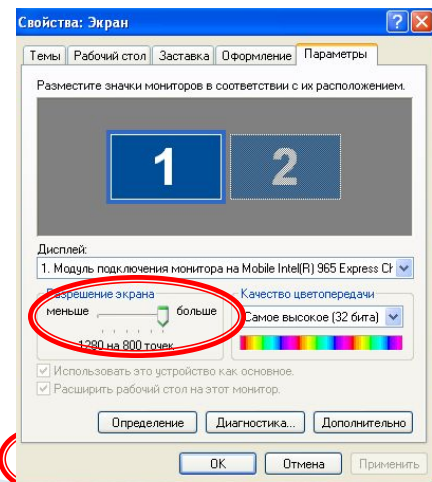 Свойства: Экран
Темы Рабочий стол Заставка Оформление Параметры
Разместите значки мониторов в соответствии с их расположением.
1 2
Дисплей:
1. Модуль подключения монитора на Mobile Intel(R) 965 Express Ch
Разрешение экрана Качество цветопередачи
меньше больше Самое высокое (32 бита)
1280 на 800 точек
Использовать это устройство как основное.
Расширить рабочий стол на этот монитор.
Определение Диагностика... Дополнительно
ОК Отмена Применить